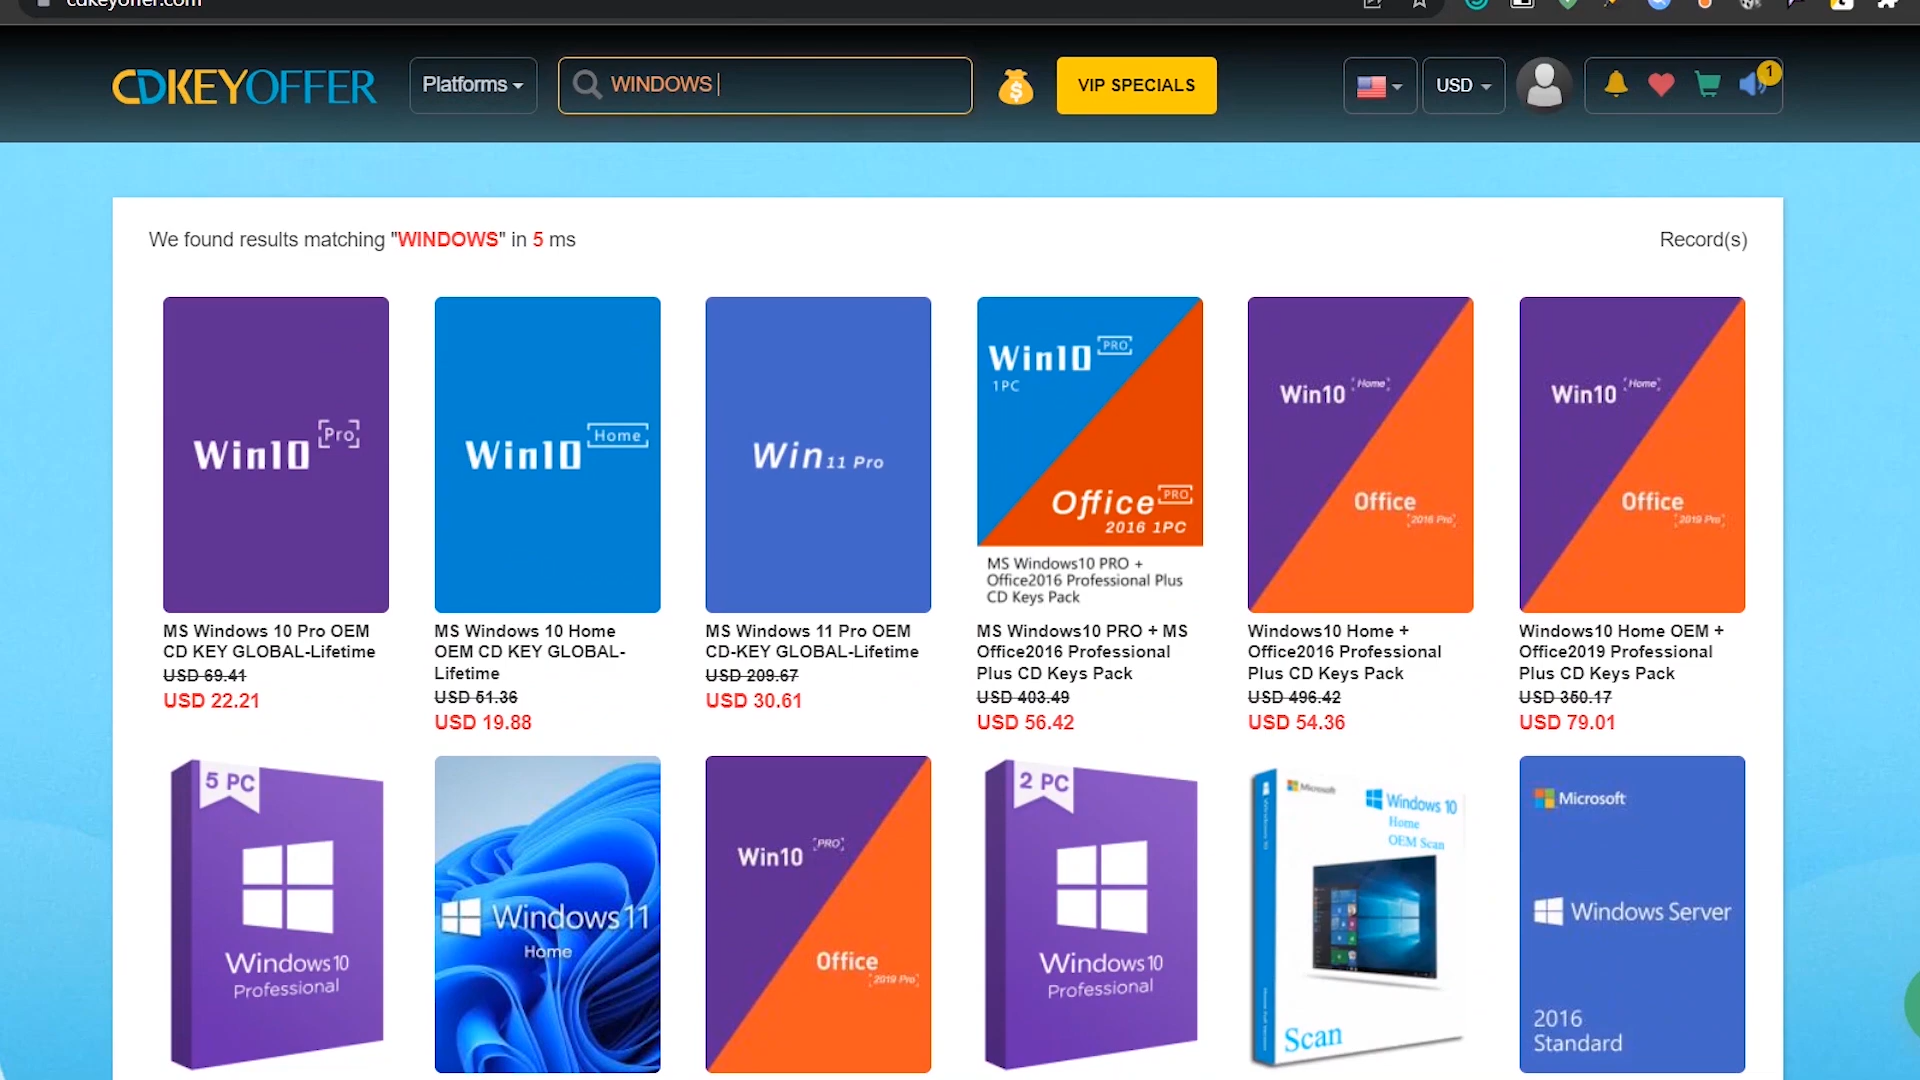 cdkeyoffer.com
CDKEYOFFER
Platforms
WINDOWS
VIP SPECIALS
USD
1
We found results matching "WINDOWS" in 5 ms
Record(s)
Win10 Pro
Win10 Home
Win 11 Pro
Win10 PRO
1PC
Office PRO
2016 1PC
MS Windows10 PRO +
Office2016 Professional Plus
CD Keys Pack
Win10 Home
Office
2016 Pro
Win10 Home
Office
2019 Pro
MS Windows 10 Pro OEM
CD KEY GLOBAL-Lifetime
USD 69.41
USD 22.21
MS Windows 10 Home
OEM CD KEY GLOBAL-
Lifetime
USD 51.36
USD 19.88
MS Windows 11 Pro OEM
CD-KEY GLOBAL-Lifetime
USD 209.67
USD 30.61
MS Windows10 PRO + MS
Office2016 Professional
Plus CD Keys Pack
USD 403.49
USD 56.42
Windows10 Home +
Office2016 Professional
Plus CD Keys Pack
USD 496.42
USD 54.36
Windows10 Home OEM +
Office2019 Professional
Plus CD Keys Pack
USD 350.17
USD 79.01
5 PC
Windows 10
Professional
Windows 11
Home
Win10 PRO
Office
2019 Pro
2 PC
Windows 10
Professional
Microsoft
Windows 10
Home
OEM Scan
Scan
Microsoft
Windows Server
2016
Standard